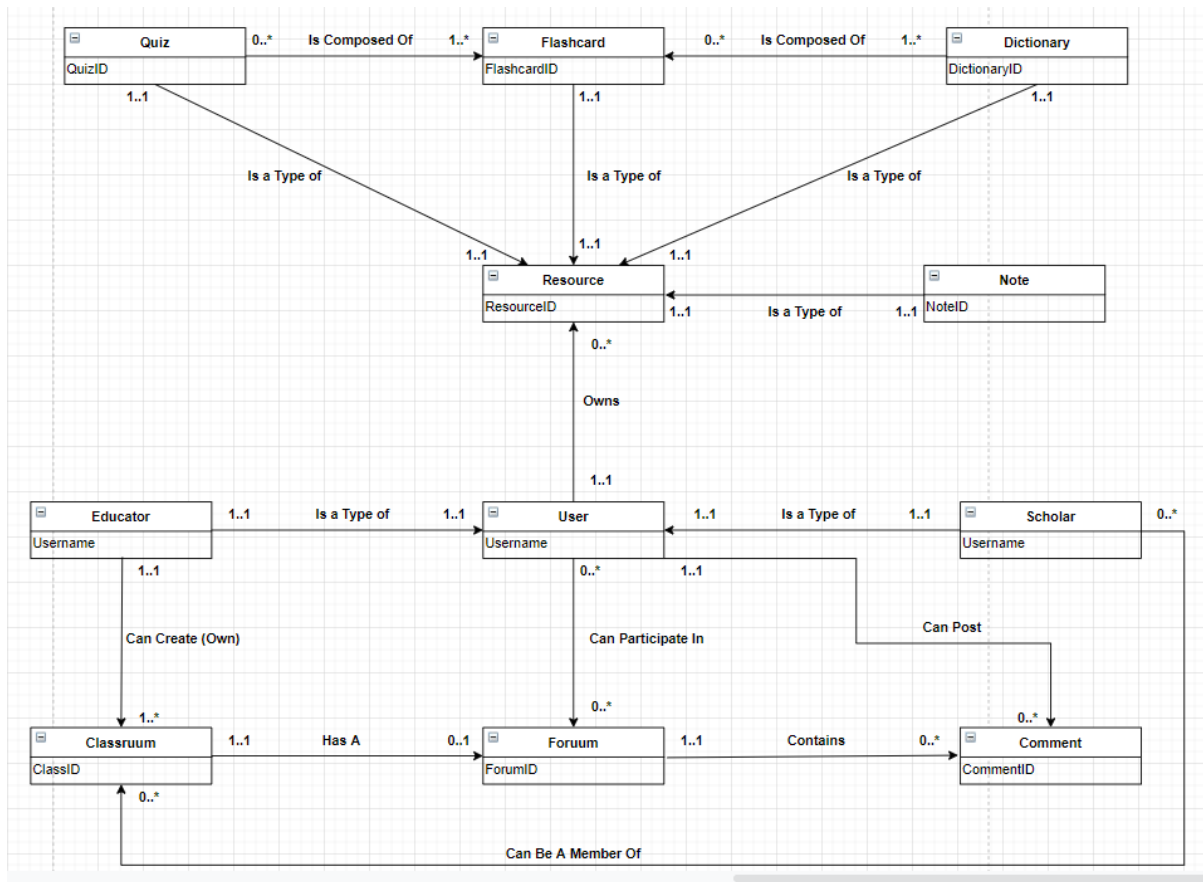 Quiz
QuizID
0..* Is Composed Of 1..*
Flashcard
FlashcardID
0..* Is Composed Of 1..*
Dictionary
DictionaryID
1..1
1..1
1..1
Is a Type of
Is a Type of
Is a Type of
1..1
1..1
1..1
Resource
ResourceID
1..1 Is a Type of 1..1
Note
NoteID
0..*
Owns
1..1
Educator
Username
1..1 Is a Type of 1..1
User
Username
1..1 Is a Type of 1..1
Scholar
Username
0..*
1..1
0..*
1..1
Can Create (Own)
Can Participate In
Can Post
1..*
0..*
0..*
Classruum
ClassID
1..1 Has A 0..1
Foruum
ForumID
1..1 Contains 0..*
Comment
CommentID
0..*
Can Be A Member Of